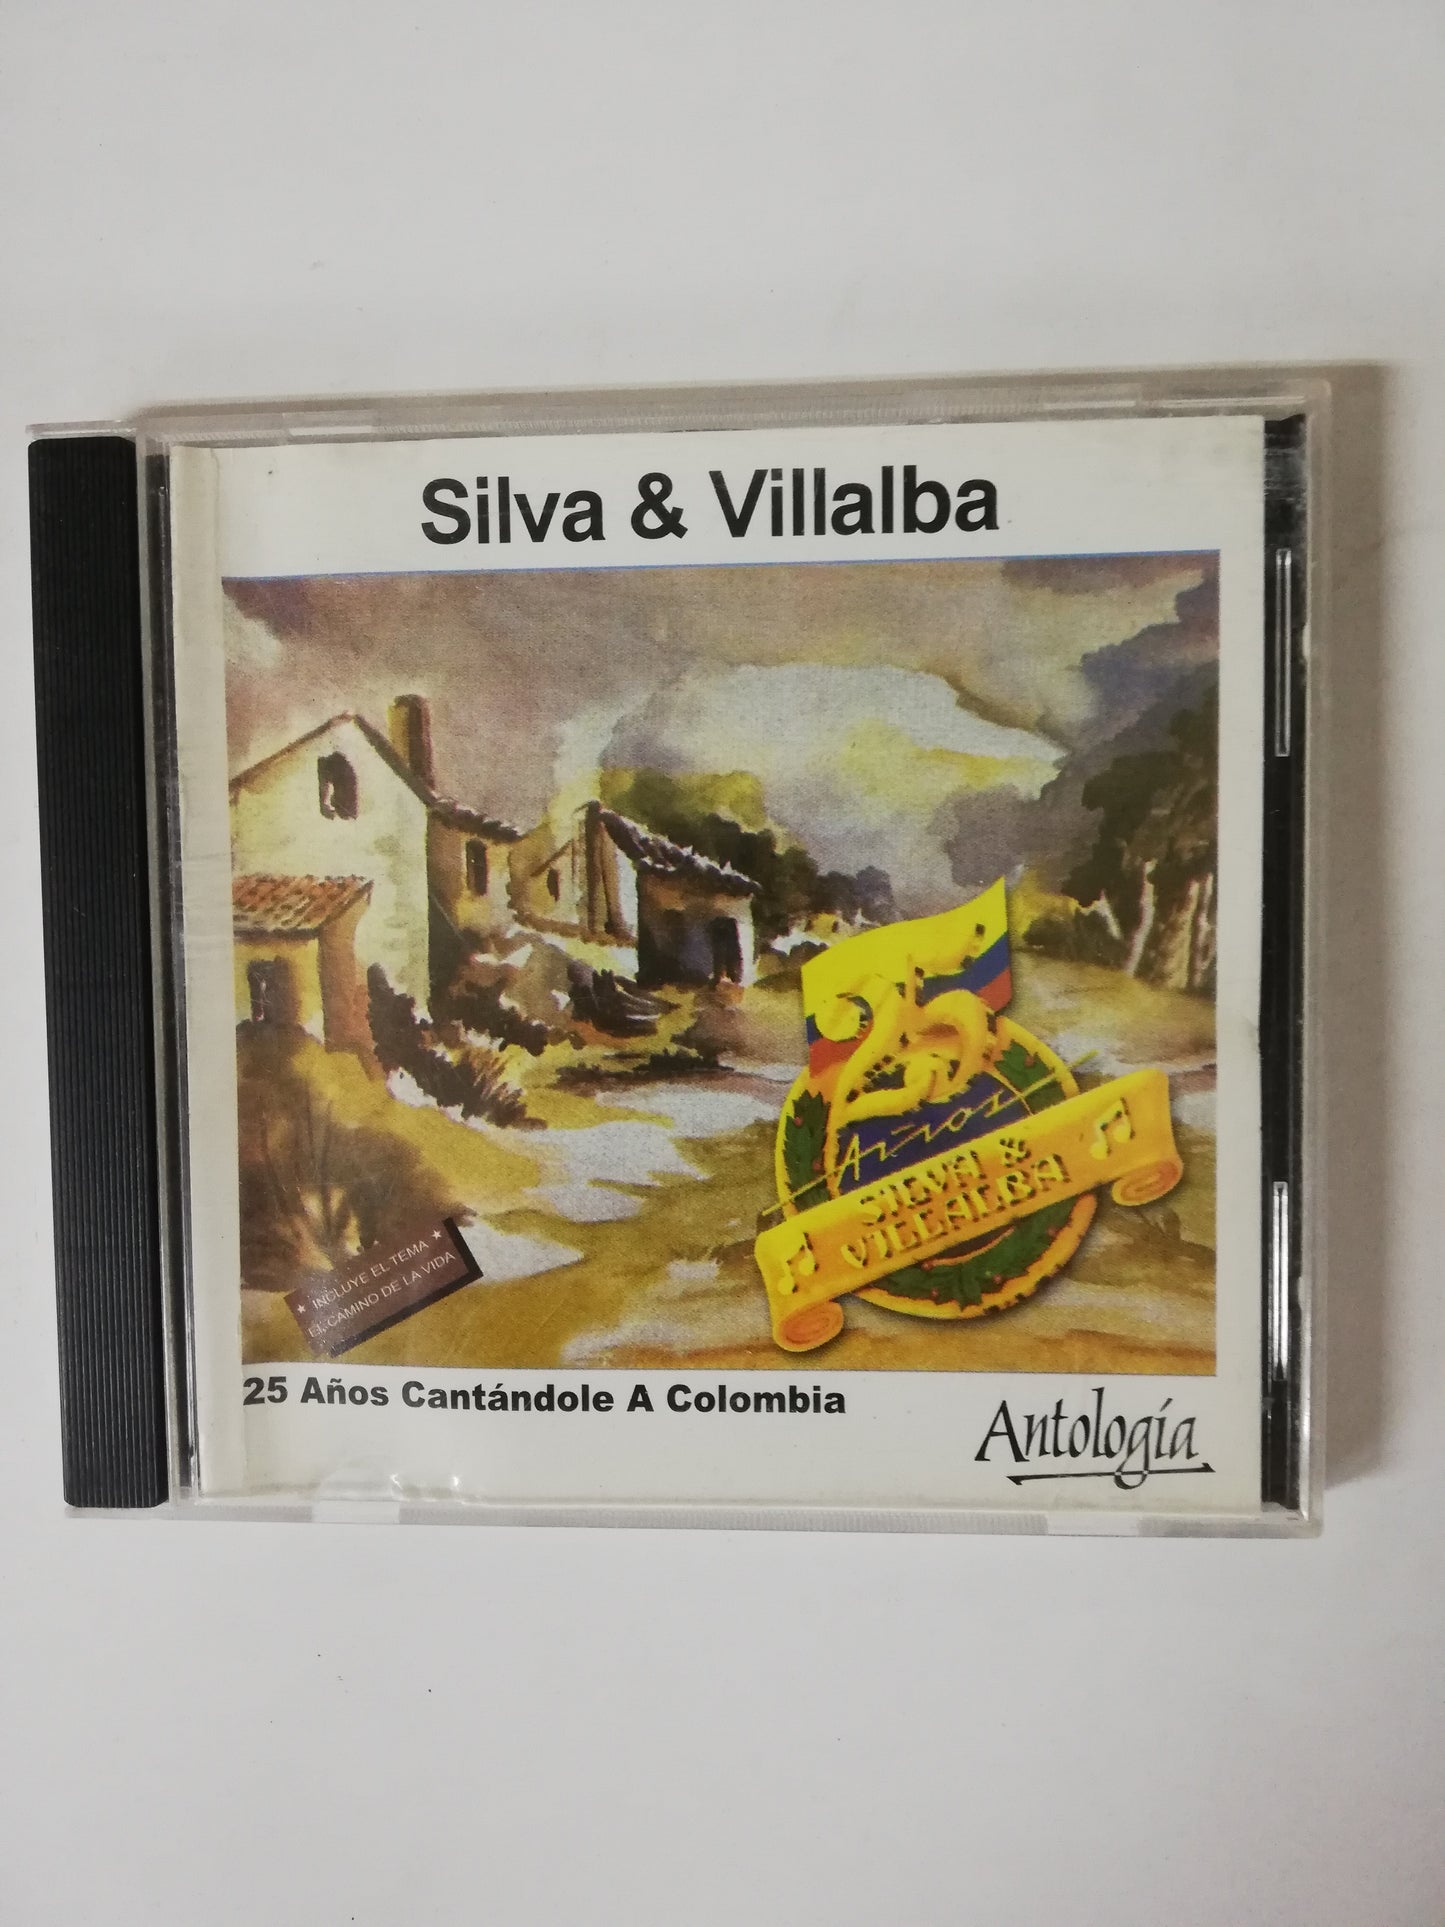 Silva & Villalba
25
Años
SILVA &
VILLALBA
★ INCLUYE EL TEMA ★
EL CAMINO DE LA VIDA
25 Años Cantándole A Colombia
Antología